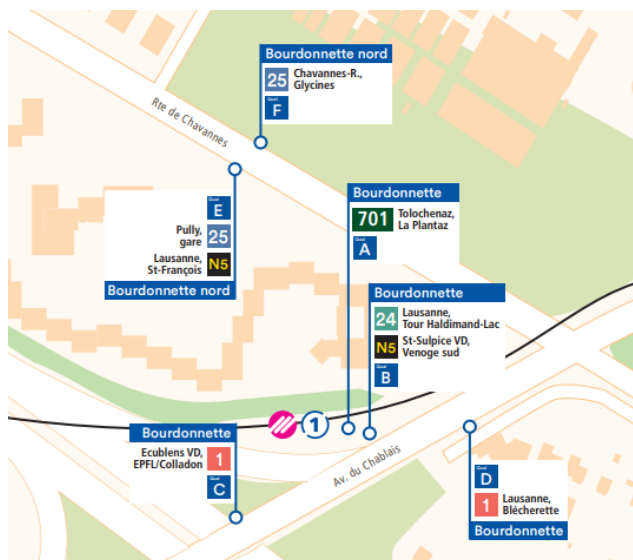 Bourdonnette nord
25
Chavannes-R.,
Glycines
Quai
F
Rte de Chavannes
Quai
E
Pully,
gare
25
Lausanne,
St-François
N5
Bourdonnette nord
Bourdonnette
701
Tolochenaz,
La Plantaz
Quai
A
Bourdonnette
24
Lausanne,
Tour Haldimand-Lac
N5
St-Sulpice VD,
Venoge sud
Quai
B
1
Bourdonnette
Ecublens VD,
EPFL/Colladon
1
Quai
C
Av. du Chablais
Quai
D
1
Lausanne,
Blécherette
Bourdonnette